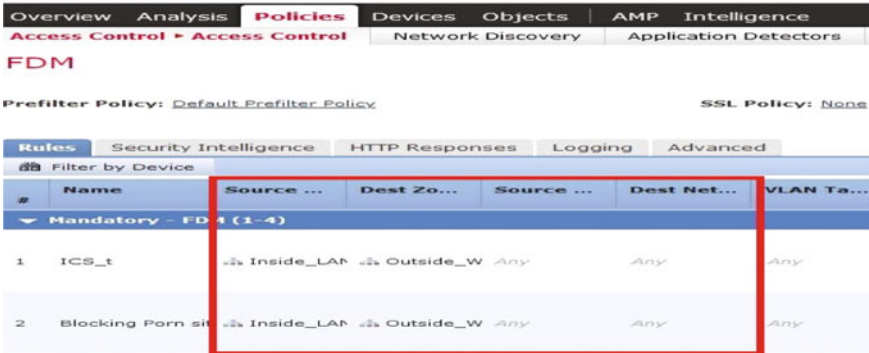 Overview Analysis Policies Devices Objects AMP Intelligence
Access Control ▸ Access Control Network Discovery Application Detectors
FDM
Prefilter Policy: Default Prefilter Policy SSL Policy: None
Rules Security Intelligence HTTP Responses Logging Advanced
Filter by Device
# Name Source ... Dest Zo... Source ... Dest Net... VLAN Ta...
Mandatory - FDM (1-4)
1 ICS_t Inside_LAN Outside_W Any Any Any
2 Blocking Porn sit Inside_LAN Outside_W Any Any Any